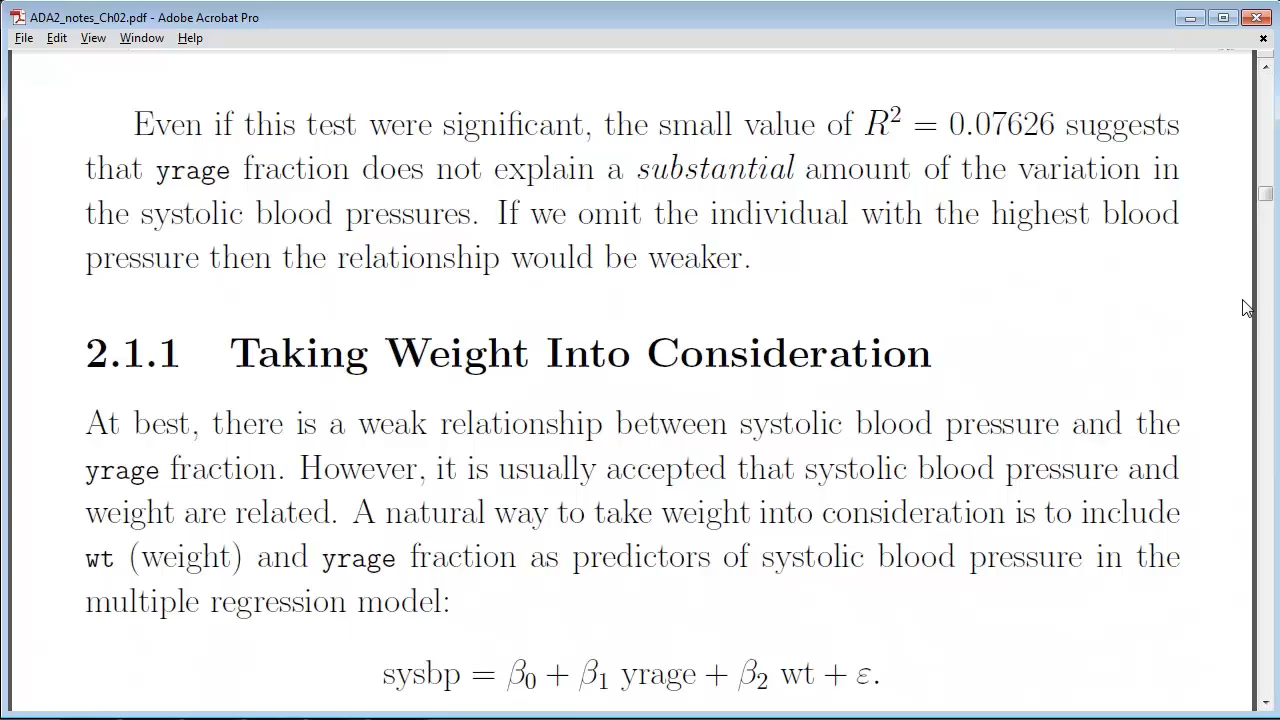 ADA2_notes_Ch02.pdf - Adobe Acrobat Pro
File Edit View Window Help
Even if this test were significant, the small value of R² = 0.07626 suggests
that yrage fraction does not explain a substantial amount of the variation in
the systolic blood pressures. If we omit the individual with the highest blood
pressure then the relationship would be weaker.
2.1.1 Taking Weight Into Consideration
At best, there is a weak relationship between systolic blood pressure and the
yrage fraction. However, it is usually accepted that systolic blood pressure and
weight are related. A natural way to take weight into consideration is to include
wt (weight) and yrage fraction as predictors of systolic blood pressure in the
multiple regression model:
sysbp = β₀ + β₁ yrage + β₂ wt + ε.